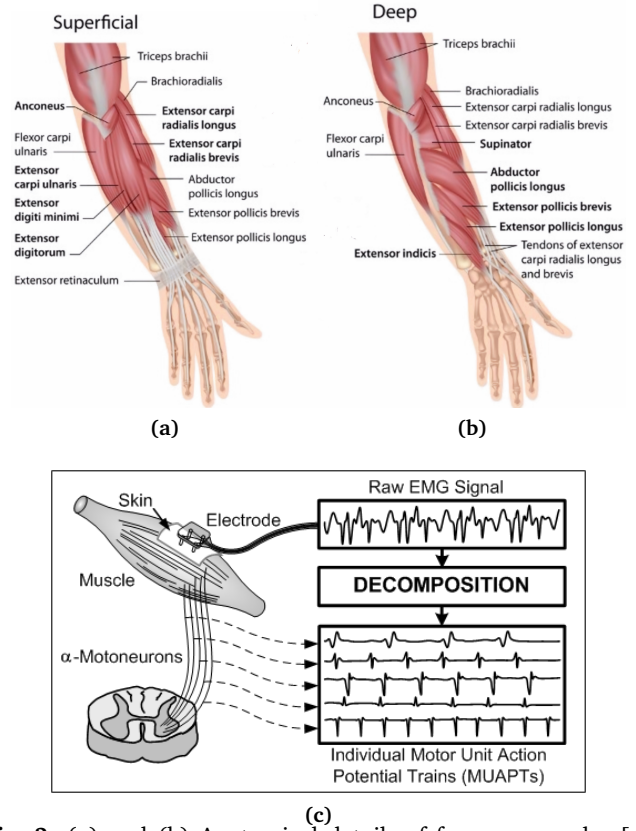 Superficial
Triceps brachii
Brachioradialis
Anconeus
Extensor carpi
radialis longus
Flexor carpi
ulnaris
Extensor carpi
radialis brevis
Extensor
carpi ulnaris
Abductor
pollicis longus
Extensor
digiti minimi
Extensor pollicis brevis
Extensor
digitorum
Extensor pollicis longus
Extensor retinaculum
(a)
Deep
Triceps brachii
Brachioradialis
Anconeus
Extensor carpi radialis longus
Extensor carpi radialis brevis
Flexor carpi
ulnaris
Supinator
Abductor
pollicis longus
Extensor pollicis brevis
Extensor pollicis longus
Extensor indicis
Tendons of extensor
carpi radialis longus
and brevis
(b)
Raw EMG Signal
Skin
Electrode
Muscle
DECOMPOSITION
α-Motoneurons
Individual Motor Unit Action
Potential Trains (MUAPTs)
(c)